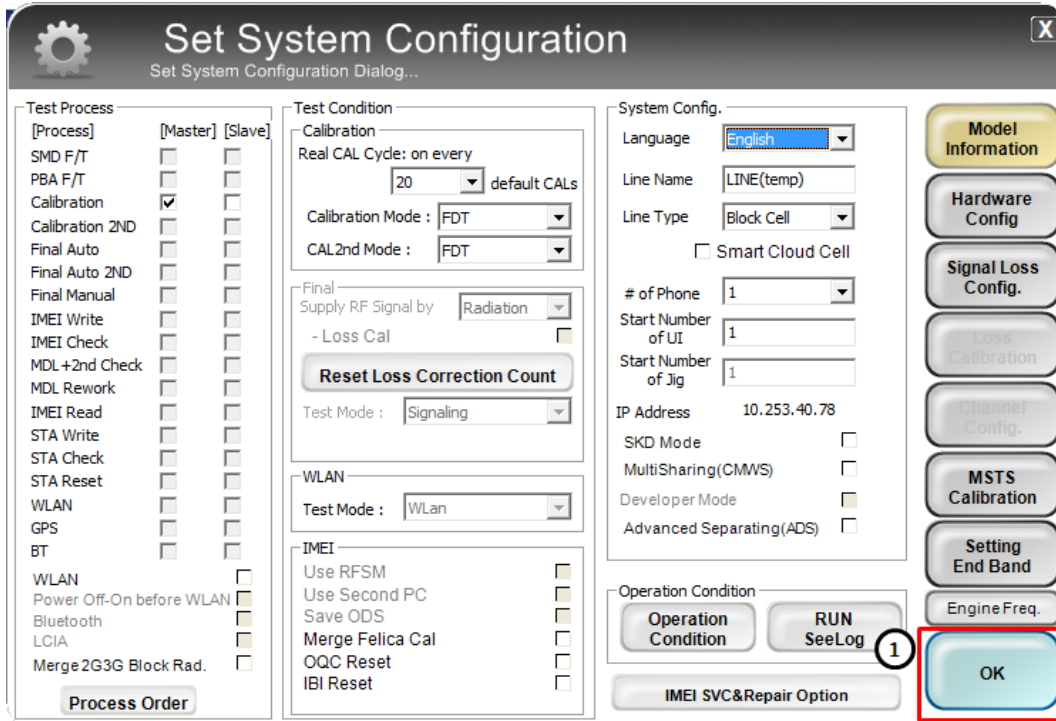 Set System Configuration
Set System Configuration Dialog...
X
Test Process
[Process] [Master] [Slave]
SMD F/T
PBA F/T
Calibration
Calibration 2ND
Final Auto
Final Auto 2ND
Final Manual
IMEI Write
IMEI Check
MDL+2nd Check
MDL Rework
IMEI Read
STA Write
STA Check
STA Reset
WLAN
GPS
BT
WLAN
Power Off-On before WLAN
Bluetooth
LCIA
Merge 2G3G Block Rad.
Process Order
Test Condition
Calibration
Real CAL Cycle: on every
20 default CALs
Calibration Mode : FDT
CAL2nd Mode : FDT
Final
Supply RF Signal by Radiation
- Loss Cal
Reset Loss Correction Count
Test Mode : Signaling
WLAN
Test Mode : WLan
IMEI
Use RFSM
Use Second PC
Save ODS
Merge Felica Cal
OQC Reset
IBI Reset
System Config.
Language English
Line Name LINE(temp)
Line Type Block Cell
Smart Cloud Cell
# of Phone 1
Start Number
of UI 1
Start Number
of Jig 1
IP Address 10.253.40.78
SKD Mode
MultiSharing(CMWS)
Developer Mode
Advanced Separating(ADS)
Operation Condition
Operation
Condition
RUN
SeeLog
IMEI SVC&Repair Option
Model
Information
Hardware
Config
Signal Loss
Config.
Loss
Calibration
Channel
Config.
MSTS
Calibration
Setting
End Band
Engine Freq.
1
OK